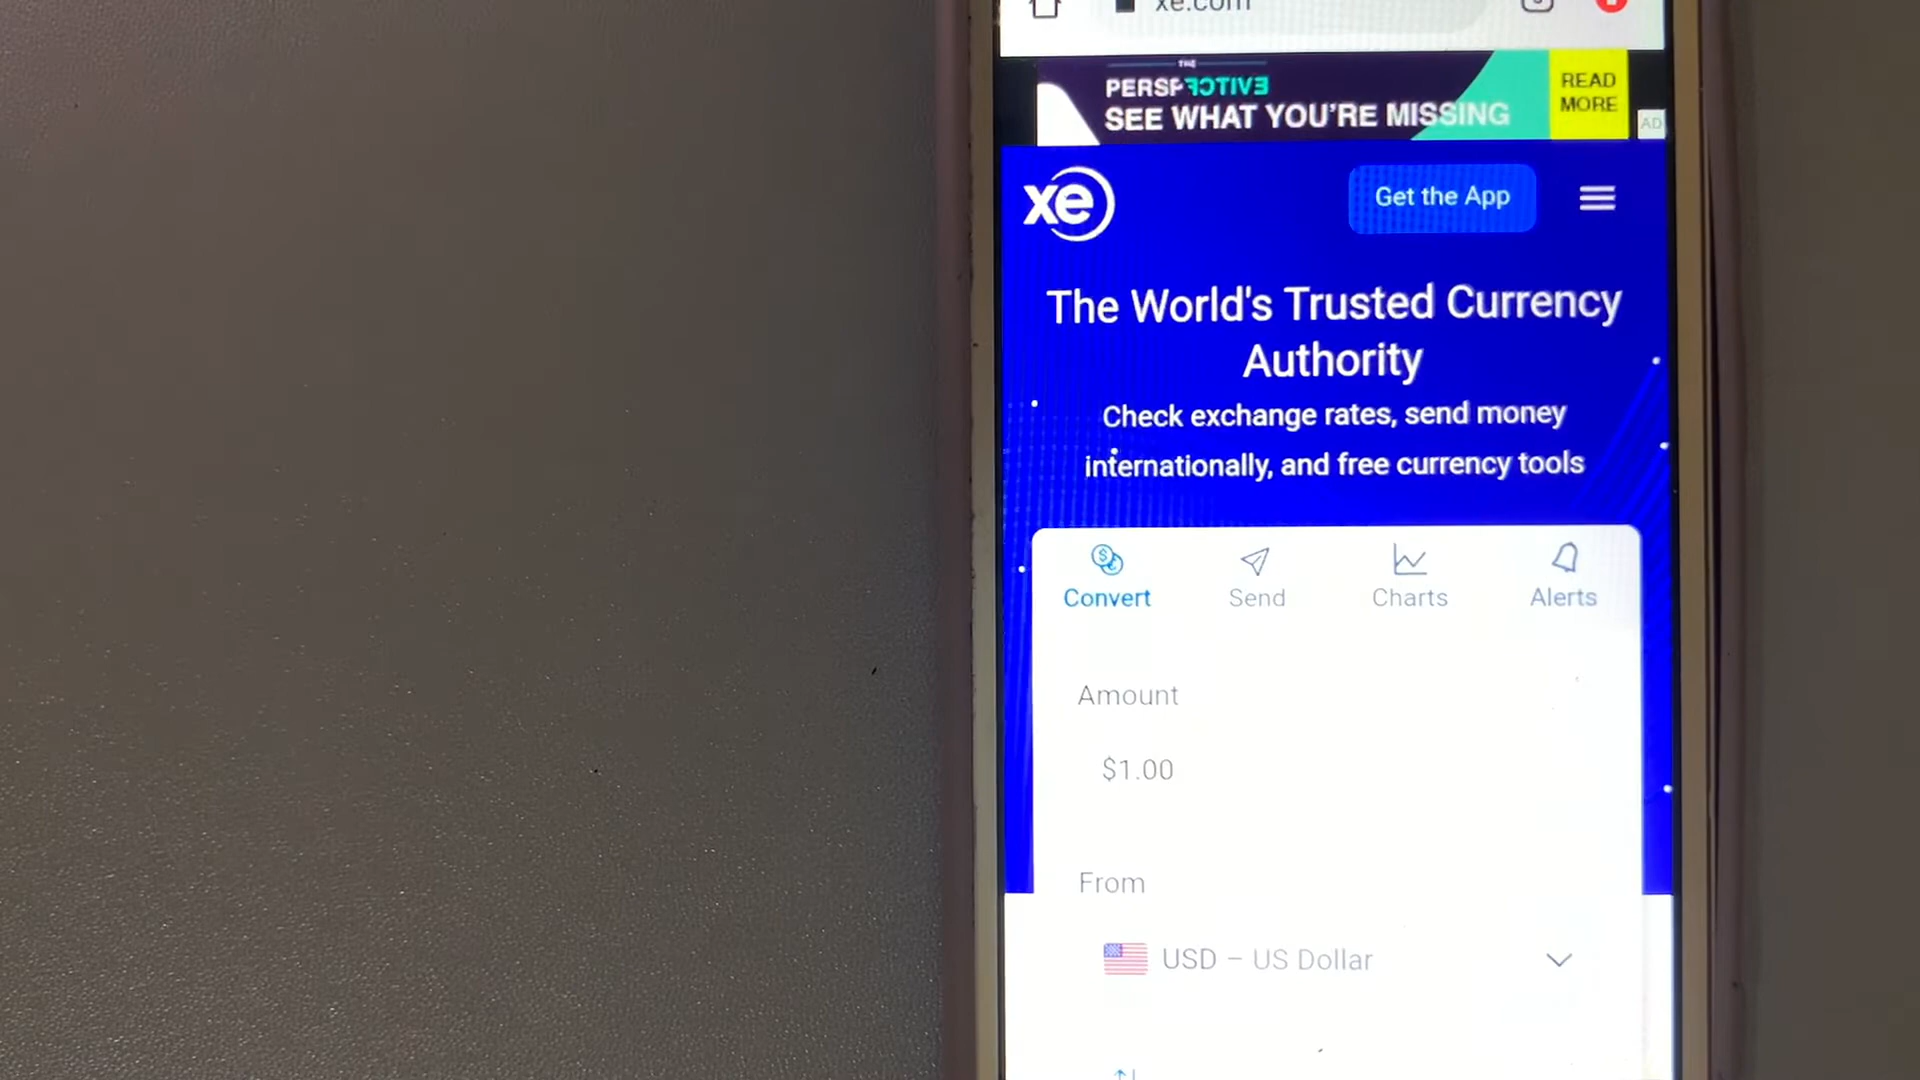 xe.com
THE
PERSPECTIVE
SEE WHAT YOU'RE MISSING
READ
MORE
AD
xe
Get the App
The World's Trusted Currency
Authority
Check exchange rates, send money
internationally, and free currency tools
Convert
Send
Charts
Alerts
Amount
$1.00
From
USD – US Dollar